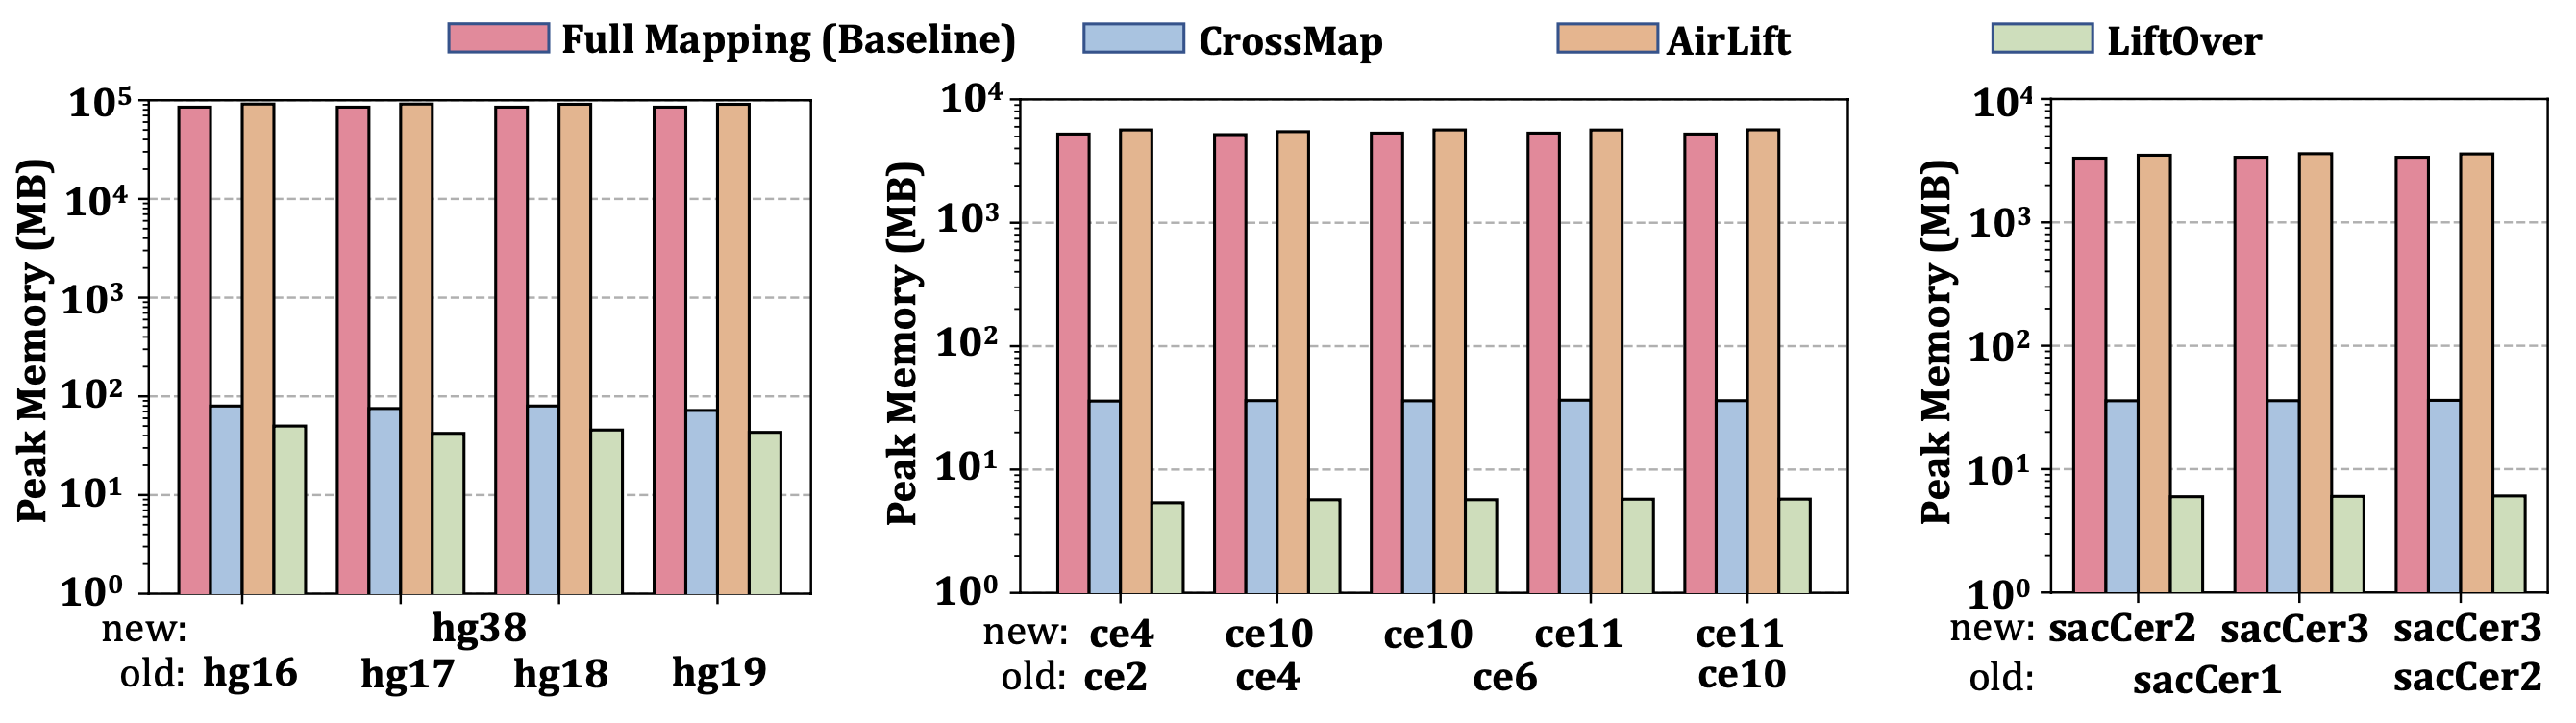 Full Mapping (Baseline) CrossMap AirLift LiftOver
Peak Memory (MB)
10⁵
10⁴
10³
10²
10¹
10⁰
new: hg38
old: hg16 hg17 hg18 hg19
Peak Memory (MB)
10⁴
10³
10²
10¹
10⁰
new: ce4 ce10 ce10 ce11 ce11
old: ce2 ce4 ce6 ce10
Peak Memory (MB)
10⁴
10³
10²
10¹
10⁰
new: sacCer2 sacCer3 sacCer3
old: sacCer1 sacCer2